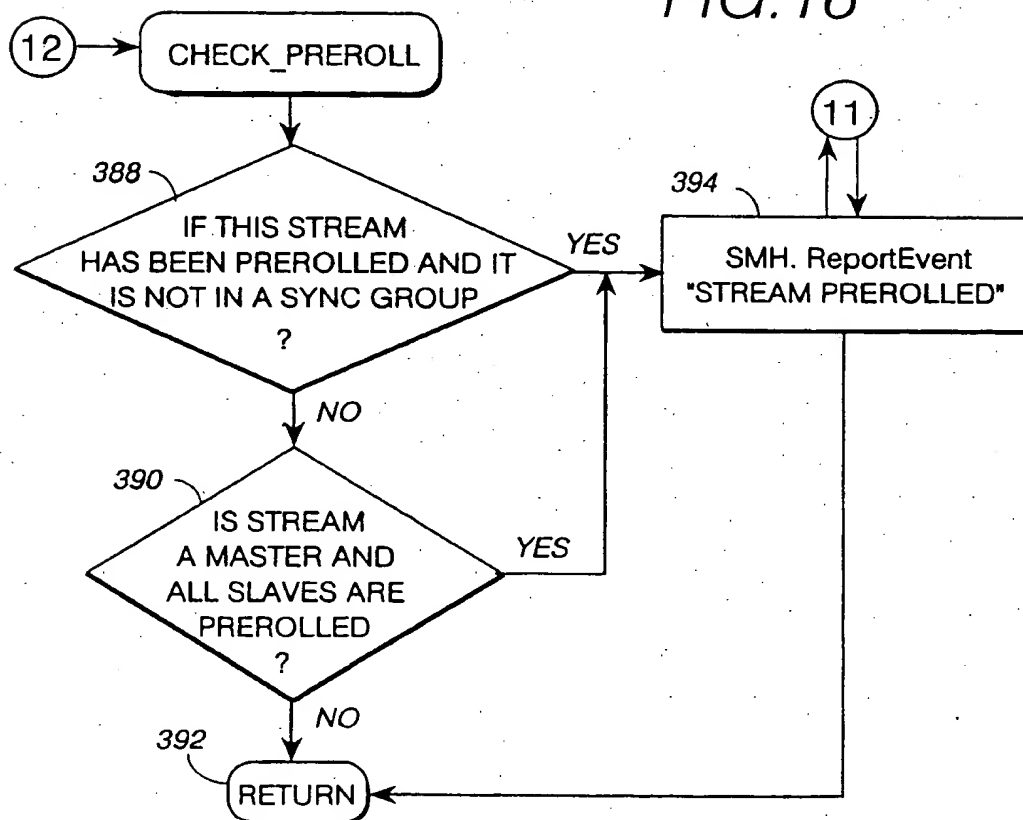 FIG. 16
12
CHECK_PREROLL
11
388
IF THIS STREAM
HAS BEEN PREROLLED AND IT
IS NOT IN A SYNC GROUP
?
YES
394
SMH. ReportEvent
"STREAM PREROLLED"
NO
390
IS STREAM
A MASTER AND
ALL SLAVES ARE
PREROLLED
?
YES
NO
392
RETURN